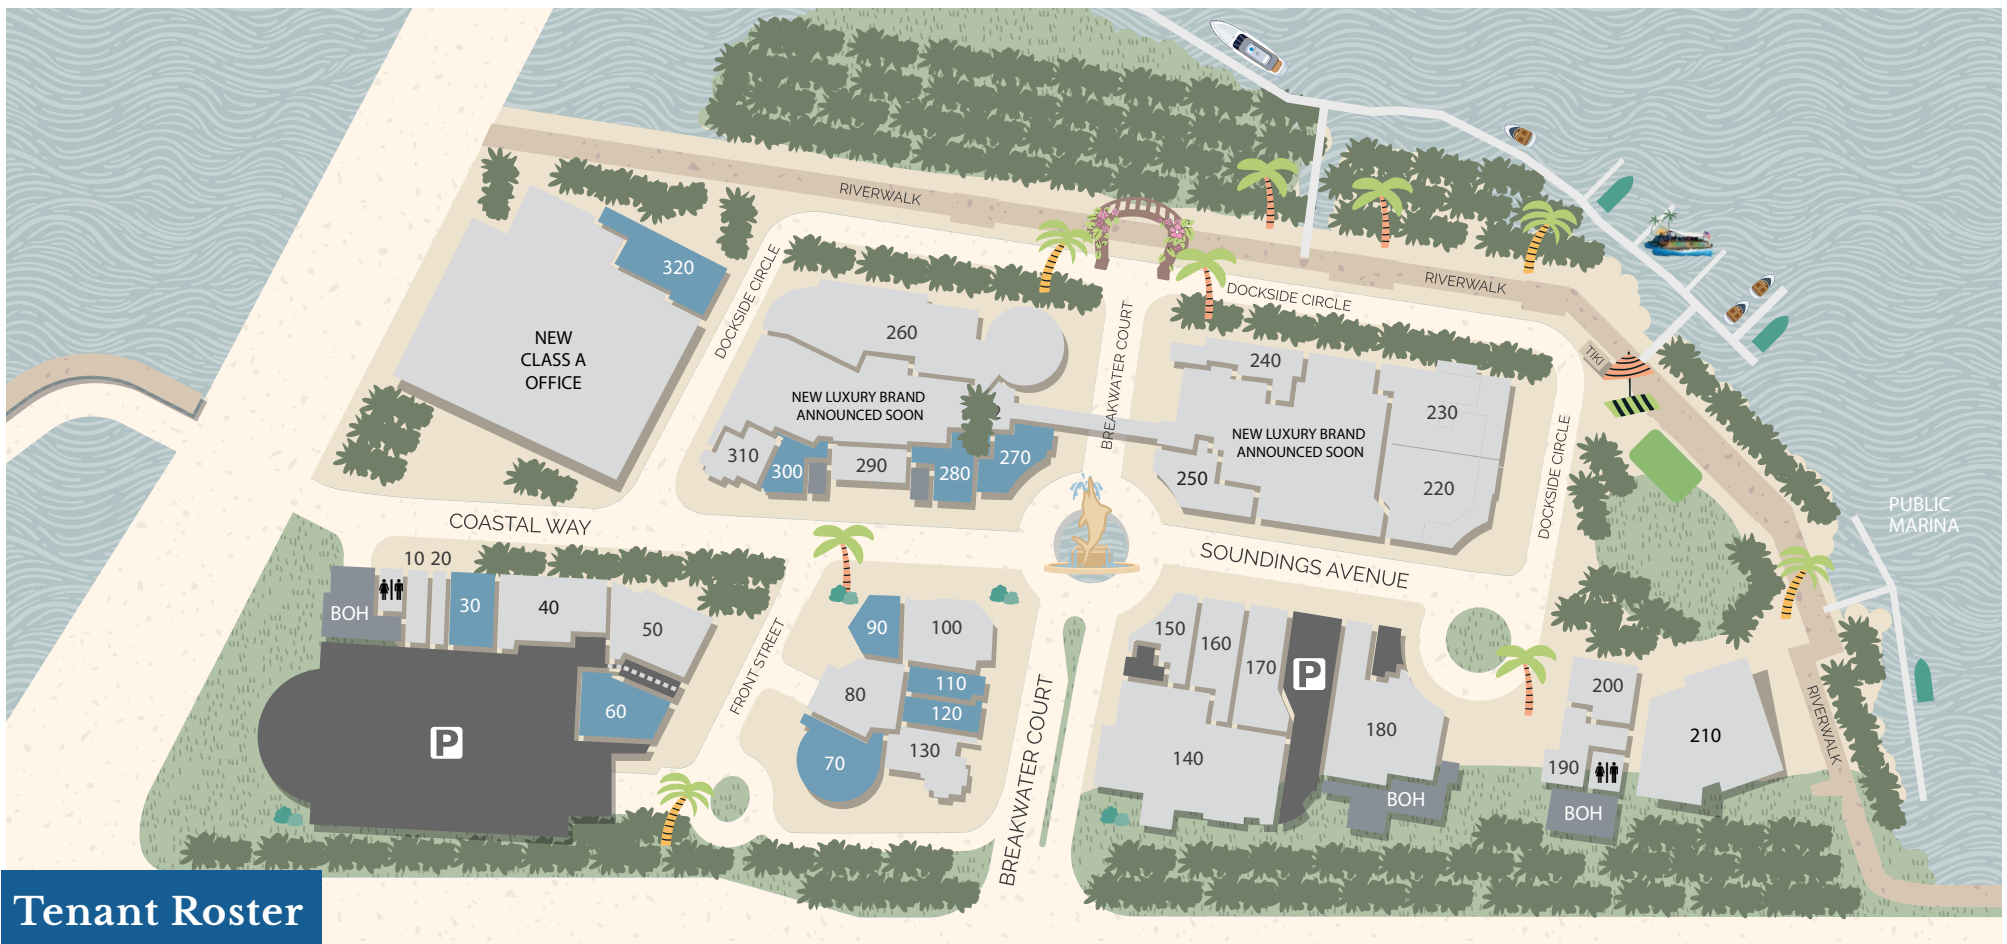 RIVERWALK
320
DOCKSIDE CIRCLE
NEW
CLASS A
OFFICE
260
NEW LUXURY BRAND
ANNOUNCED SOON
310
300
290
280
270
BREAKWATER COURT
DOCKSIDE CIRCLE
RIVERWALK
TIKI
240
230
NEW LUXURY BRAND
ANNOUNCED SOON
250
220
DOCKSIDE CIRCLE
PUBLIC
MARINA
COASTAL WAY
SOUNDINGS AVENUE
10 20
BOH
30
40
50
60
P
FRONT STREET
90
100
80
110
120
130
70
BREAKWATER COURT
150
160
170
P
180
140
BOH
200
190
BOH
210
RIVERWALK
Tenant Roster